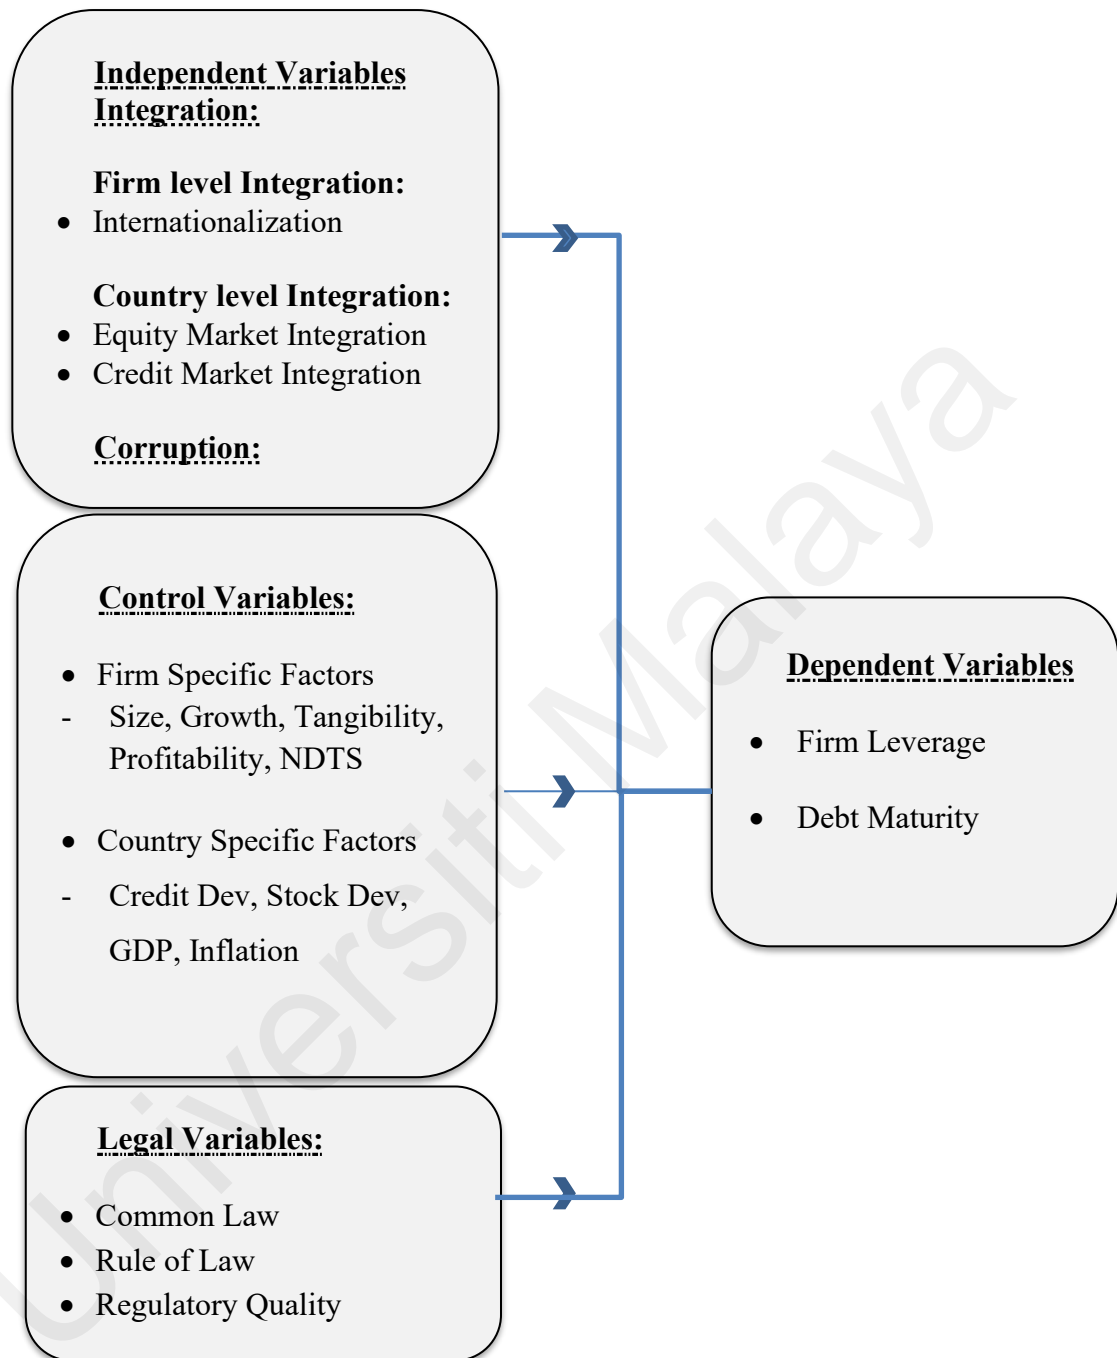 Independent Variables
Integration:
Firm level Integration:
• Internationalization
Country level Integration:
• Equity Market Integration
• Credit Market Integration
Corruption:
Control Variables:
• Firm Specific Factors
- Size, Growth, Tangibility,
Profitability, NDTS
• Country Specific Factors
- Credit Dev, Stock Dev,
GDP, Inflation
Legal Variables:
• Common Law
• Rule of Law
• Regulatory Quality
Dependent Variables
• Firm Leverage
• Debt Maturity
Universiti Malaya